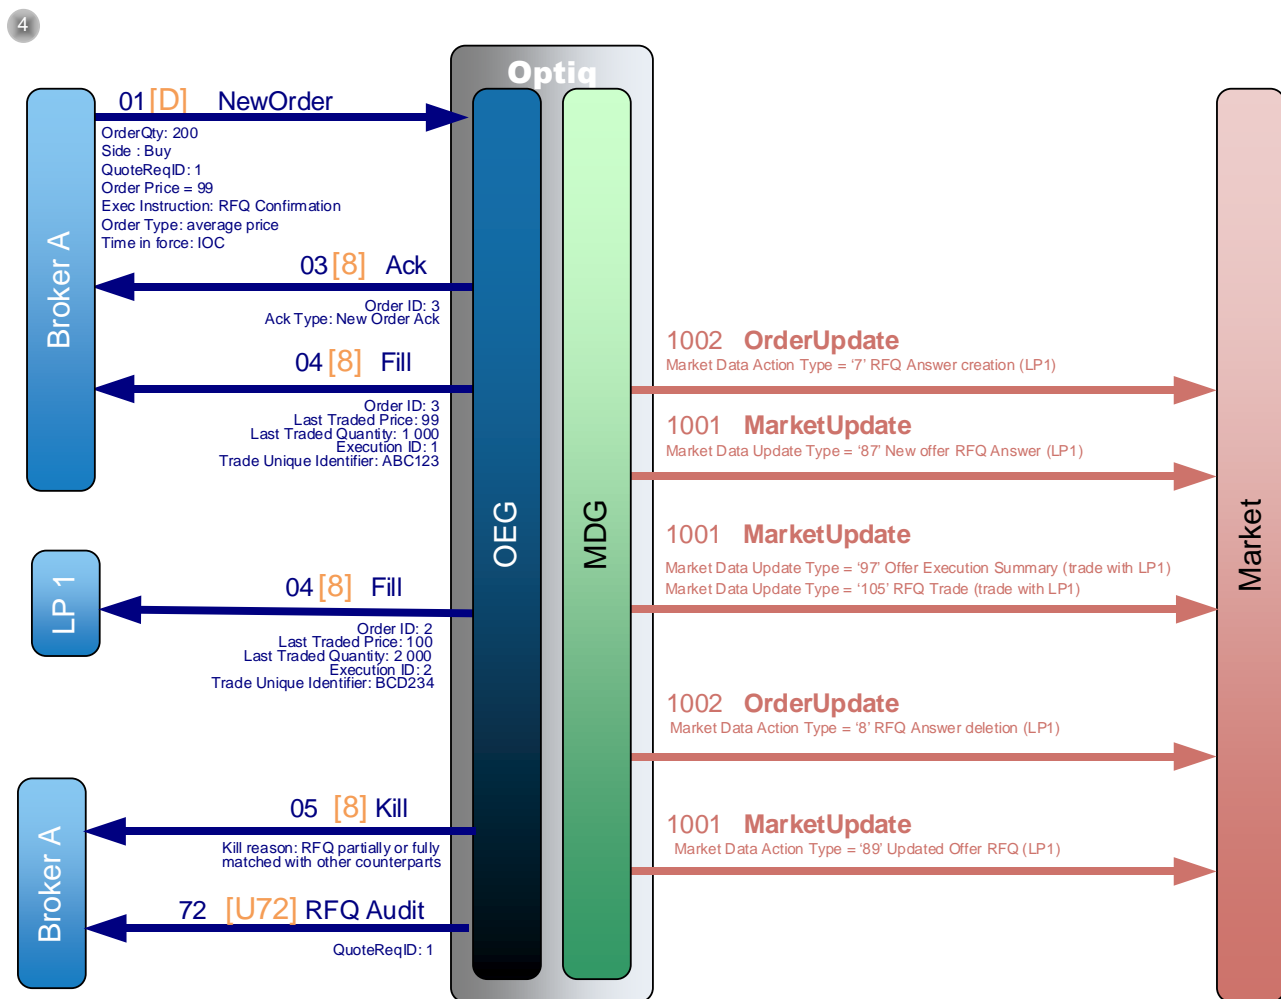 4
Optiq
01 [D] NewOrder
OrderQty: 200
Side : Buy
QuoteReqID: 1
Order Price = 99
Exec Instruction: RFQ Confirmation
Order Type: average price
Time in force: IOC
Broker A
03 [8] Ack
Order ID: 3
Ack Type: New Order Ack
04 [8] Fill
Order ID: 3
Last Traded Price: 99
Last Traded Quantity: 1 000
Execution ID: 1
Trade Unique Identifier: ABC123
LP 1
04 [8] Fill
Order ID: 2
Last Traded Price: 100
Last Traded Quantity: 2 000
Execution ID: 2
Trade Unique Identifier: BCD234
Broker A
05 [8] Kill
Kill reason: RFQ partially or fully
matched with other counterparts
72 [U72] RFQ Audit
QuoteReqID: 1
OEG
MDG
1002 OrderUpdate
Market Data Action Type = ‘7’ RFQ Answer creation (LP1)
1001 MarketUpdate
Market Data Update Type = ‘87’ New offer RFQ Answer (LP1)
1001 MarketUpdate
Market Data Update Type = ‘97’ Offer Execution Summary (trade with LP1)
Market Data Update Type = ‘105’ RFQ Trade (trade with LP1)
1002 OrderUpdate
Market Data Action Type = ‘8’ RFQ Answer deletion (LP1)
1001 MarketUpdate
Market Data Action Type = ‘89’ Updated Offer RFQ (LP1)
Market